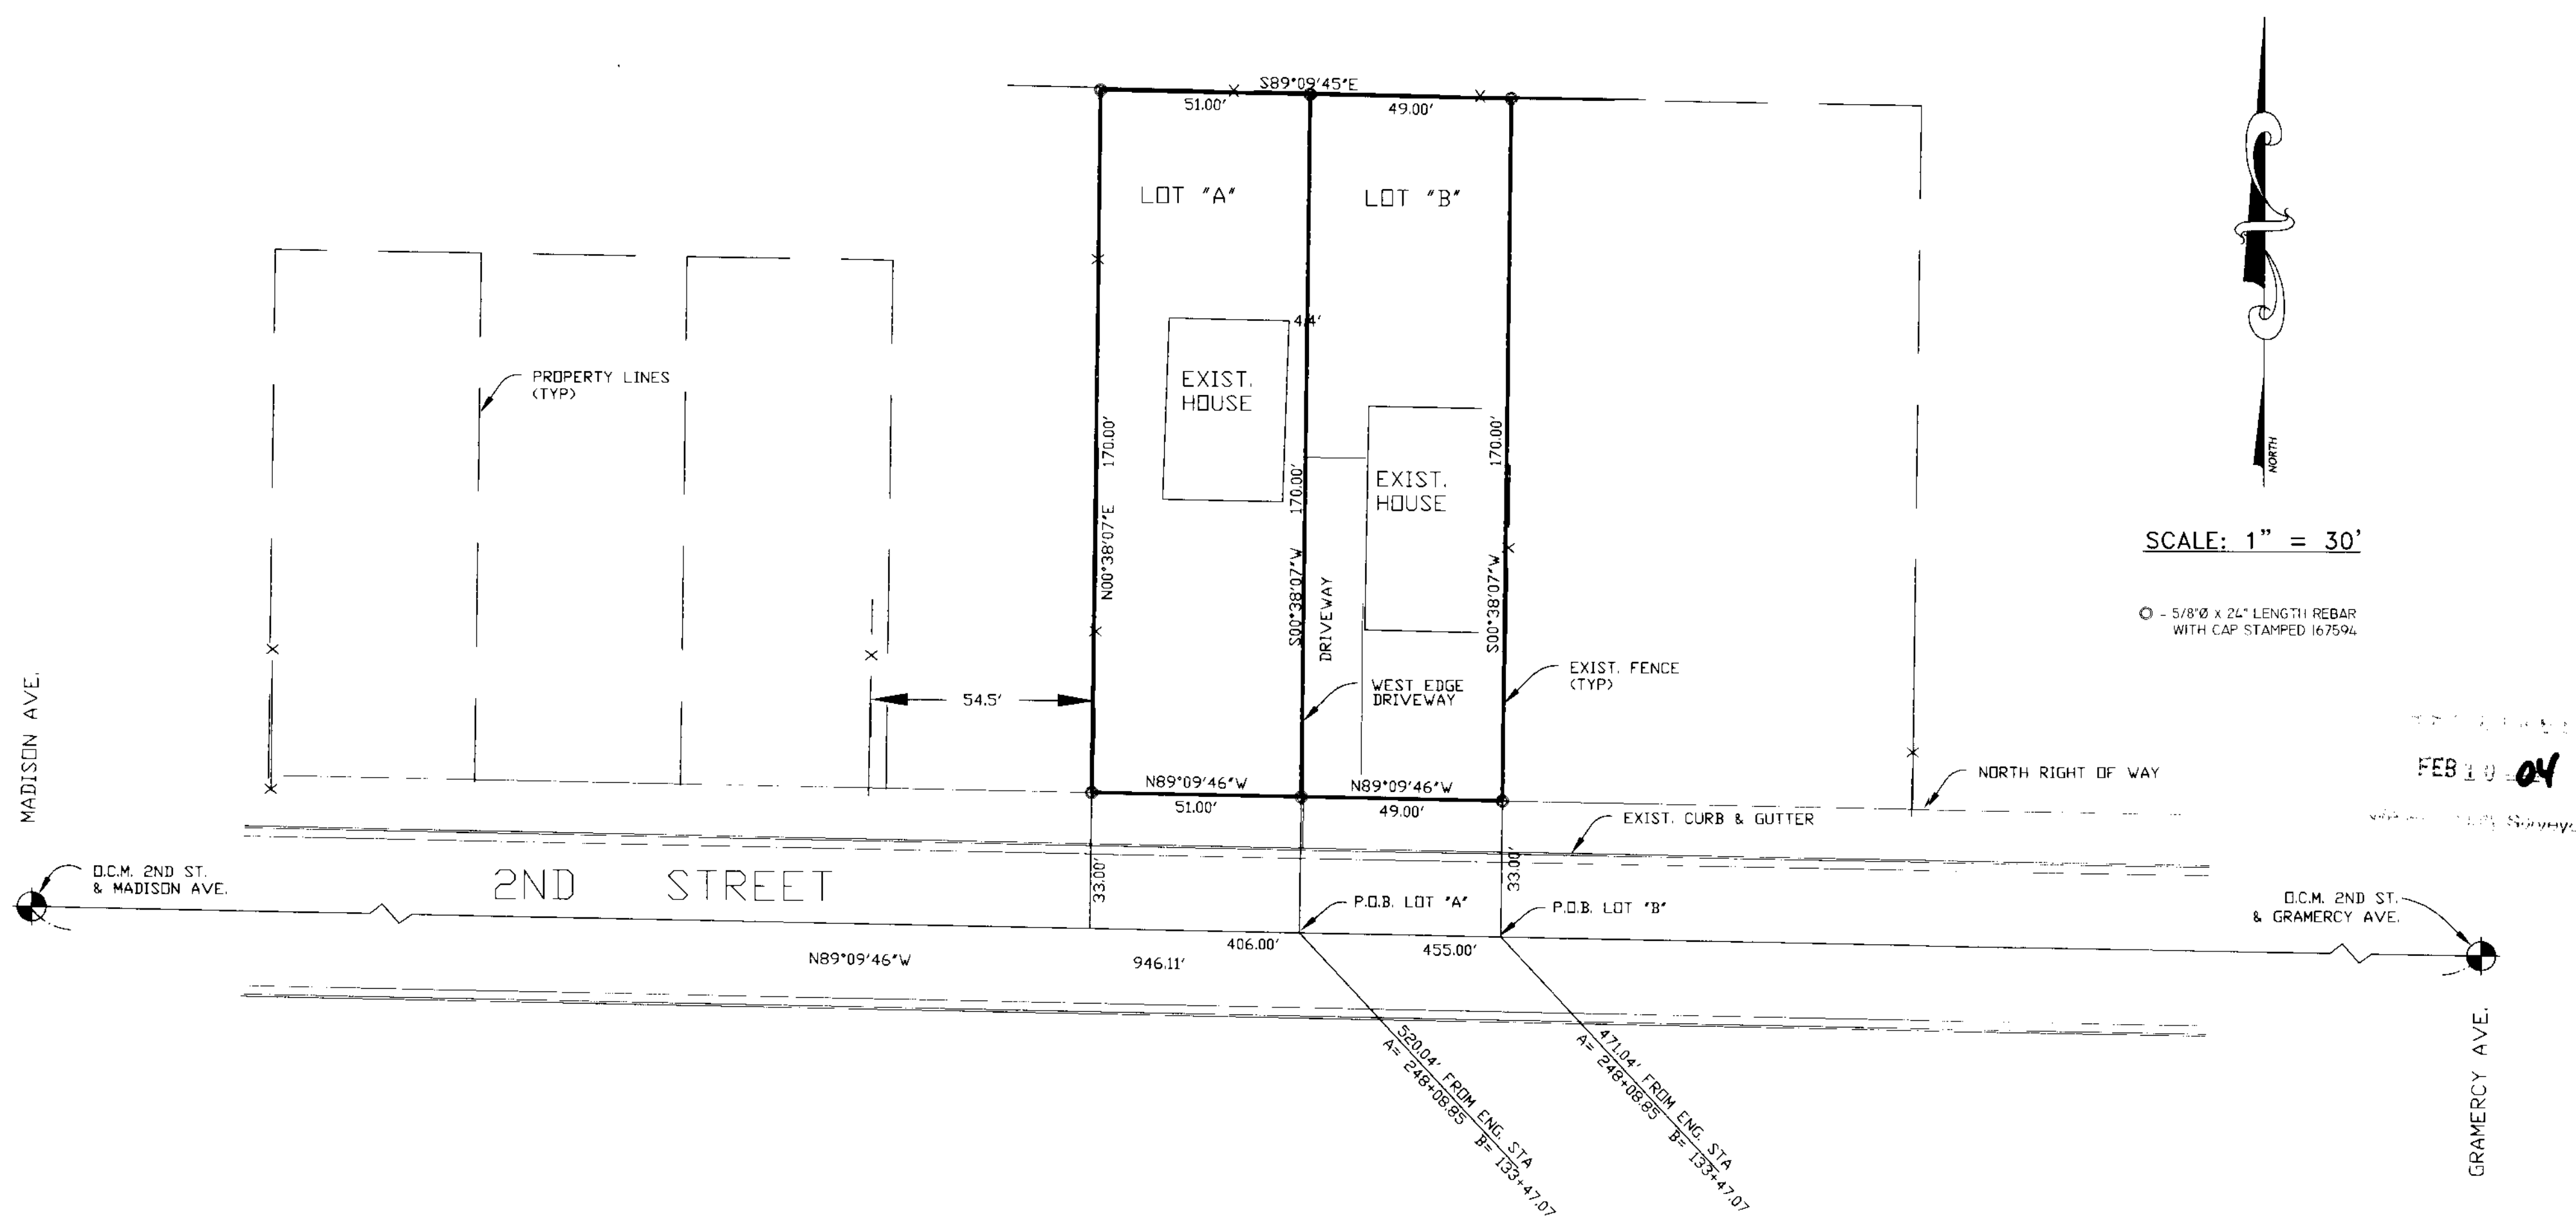 S89°09'45"E
51.00'
49.00'
LOT "A"
LOT "B"
4.4'
EXIST.
HOUSE
EXIST.
HOUSE
PROPERTY LINES
(TYP)
N00°38'07"E 170.00'
S00°38'07"W 170.00'
S00°38'07"W 170.00'
DRIVEWAY
WEST EDGE
DRIVEWAY
EXIST. FENCE
(TYP)
54.5'
N89°09'46"W
51.00'
N89°09'46"W
49.00'
NORTH RIGHT OF WAY
EXIST. CURB & GUTTER
33.00'
33.00'
MADISON AVE.
O.C.M. 2ND ST.
& MADISON AVE.
2ND STREET
P.O.B. LOT "A"
P.O.B. LOT "B"
O.C.M. 2ND ST.
& GRAMERCY AVE.
N89°09'46"W
946.11'
406.00'
455.00'
520.04' FROM ENG. STA
A= 248+08.85 B= 133+47.07
471.04' FROM ENG. STA
A= 248+08.85 B= 133+47.07
GRAMERCY AVE.
NORTH
SCALE: 1" = 30'
- 5/8"Ø x 24" LENGTH REBAR
WITH CAP STAMPED 167594
FEB 10 04
Survey